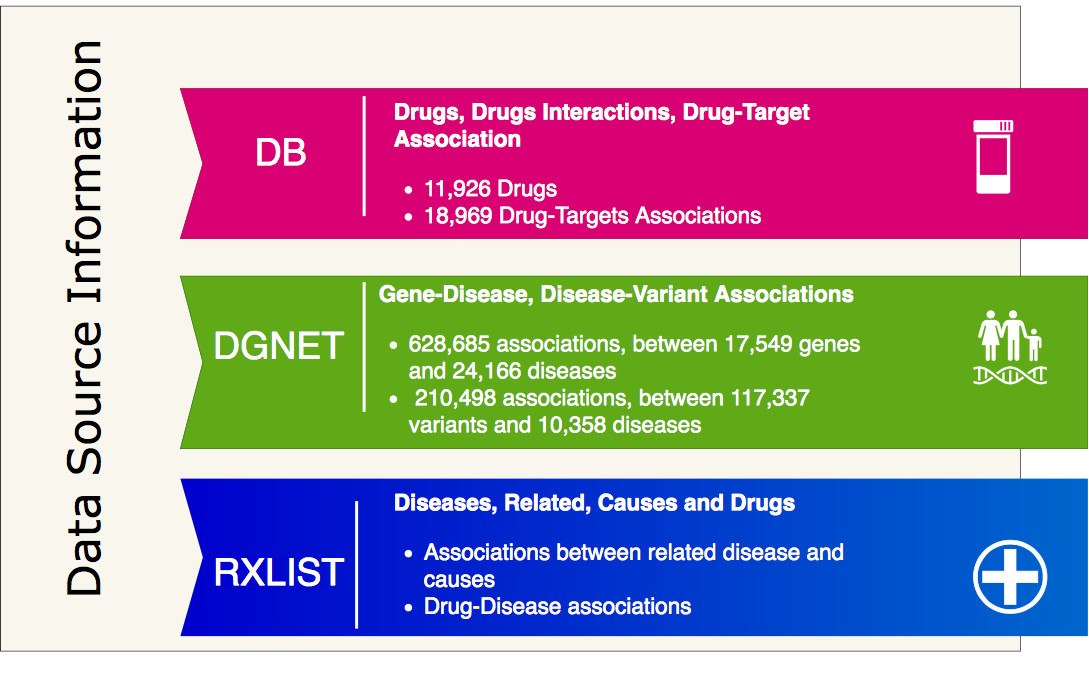 Data Source Information
DB
Drugs, Drugs Interactions, Drug-Target
Association
• 11,926 Drugs
• 18,969 Drug-Targets Associations
DGNET
Gene-Disease, Disease-Variant Associations
• 628,685 associations, between 17,549 genes
and 24,166 diseases
• 210,498 associations, between 117,337
variants and 10,358 diseases
RXLIST
Diseases, Related, Causes and Drugs
• Associations between related disease and
causes
• Drug-Disease associations